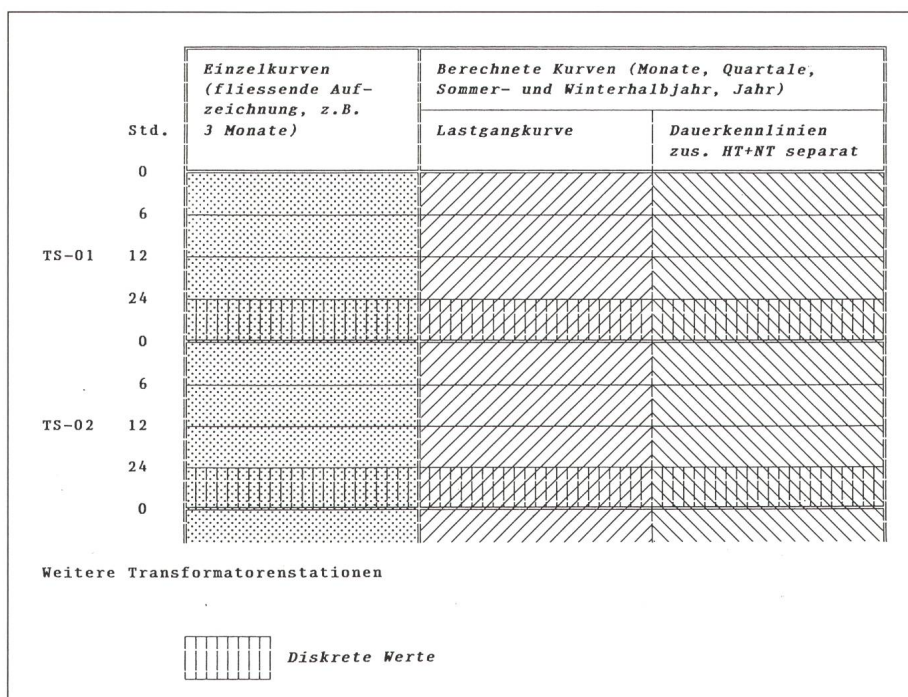 Einzelkurven
(fliessende Auf-
zeichnung, z.B.
3 Monate)
Berechnete Kurven (Monate, Quartale,
Sommer- und Winterhalbjahr, Jahr)
Std.
Lastgangkurve
Dauerkennlinien
zus. HT+NT separat
0
6
TS-01 12
24
0
6
TS-02 12
24
0
Weitere Transformatorenstationen
Diskrete Werte